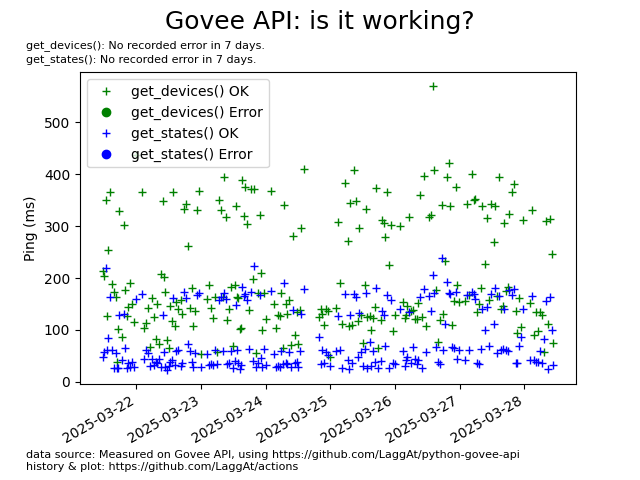 Govee API: is it working?
get_devices(): No recorded error in 7 days.
get_states(): No recorded error in 7 days.
get_devices() OK
get_devices() Error
get_states() OK
get_states() Error
Ping (ms)
500
400
300
200
100
0
2025-03-22
2025-03-23
2025-03-24
2025-03-25
2025-03-26
2025-03-27
2025-03-28
data source: Measured on Govee API, using https://github.com/LaggAt/python-govee-api
history & plot: https://github.com/LaggAt/actions